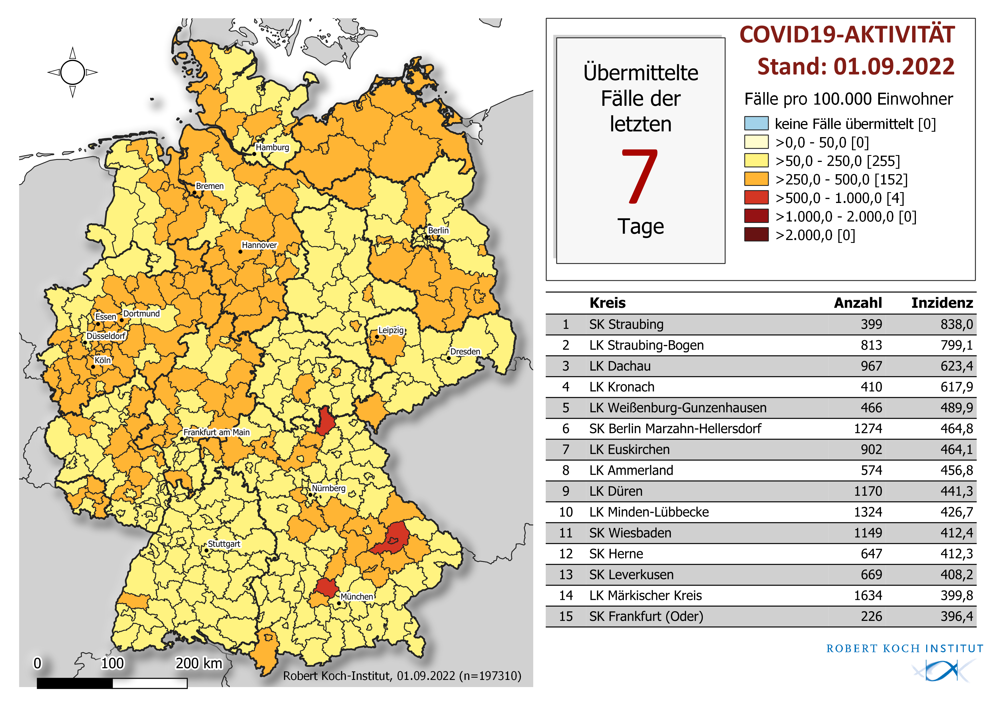 Hamburg
Bremen
Berlin
Hannover
Essen
Dortmund
Düsseldorf
Leipzig
Köln
Dresden
Frankfurt am Main
Nürnberg
Stuttgart
München
0 100 200 km
Robert Koch-Institut, 01.09.2022 (n=197310)
Übermittelte
Fälle der
letzten
7
Tage
COVID19-AKTIVITÄT
Stand: 01.09.2022
Fälle pro 100.000 Einwohner
keine Fälle übermittelt [0]
>0,0 - 50,0 [0]
>50,0 - 250,0 [255]
>250,0 - 500,0 [152]
>500,0 - 1.000,0 [4]
>1.000,0 - 2.000,0 [0]
>2.000,0 [0]
Kreis Anzahl Inzidenz
1 SK Straubing 399 838,0
2 LK Straubing-Bogen 813 799,1
3 LK Dachau 967 623,4
4 LK Kronach 410 617,9
5 LK Weißenburg-Gunzenhausen 466 489,9
6 SK Berlin Marzahn-Hellersdorf 1274 464,8
7 LK Euskirchen 902 464,1
8 LK Ammerland 574 456,8
9 LK Düren 1170 441,3
10 LK Minden-Lübbecke 1324 426,7
11 SK Wiesbaden 1149 412,4
12 SK Herne 647 412,3
13 SK Leverkusen 669 408,2
14 LK Märkischer Kreis 1634 399,8
15 SK Frankfurt (Oder) 226 396,4
ROBERT KOCH INSTITUT